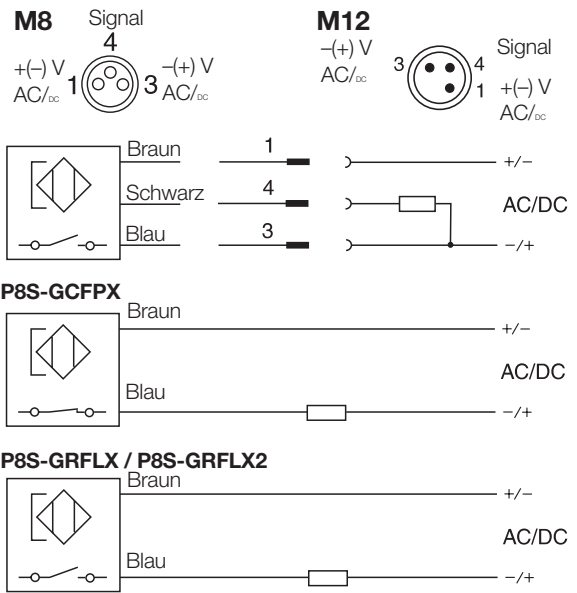 M8
Signal
4
+(−) V
AC/DC
1
3
−(+) V
AC/DC
M12
−(+) V
AC/DC
3
4
1
Signal
+(−) V
AC/DC
Braun
1
+/−
Schwarz
4
AC/DC
Blau
3
−/+
P8S-GCFPX
Braun
+/−
AC/DC
Blau
−/+
P8S-GRFLX / P8S-GRFLX2
Braun
+/−
AC/DC
Blau
−/+